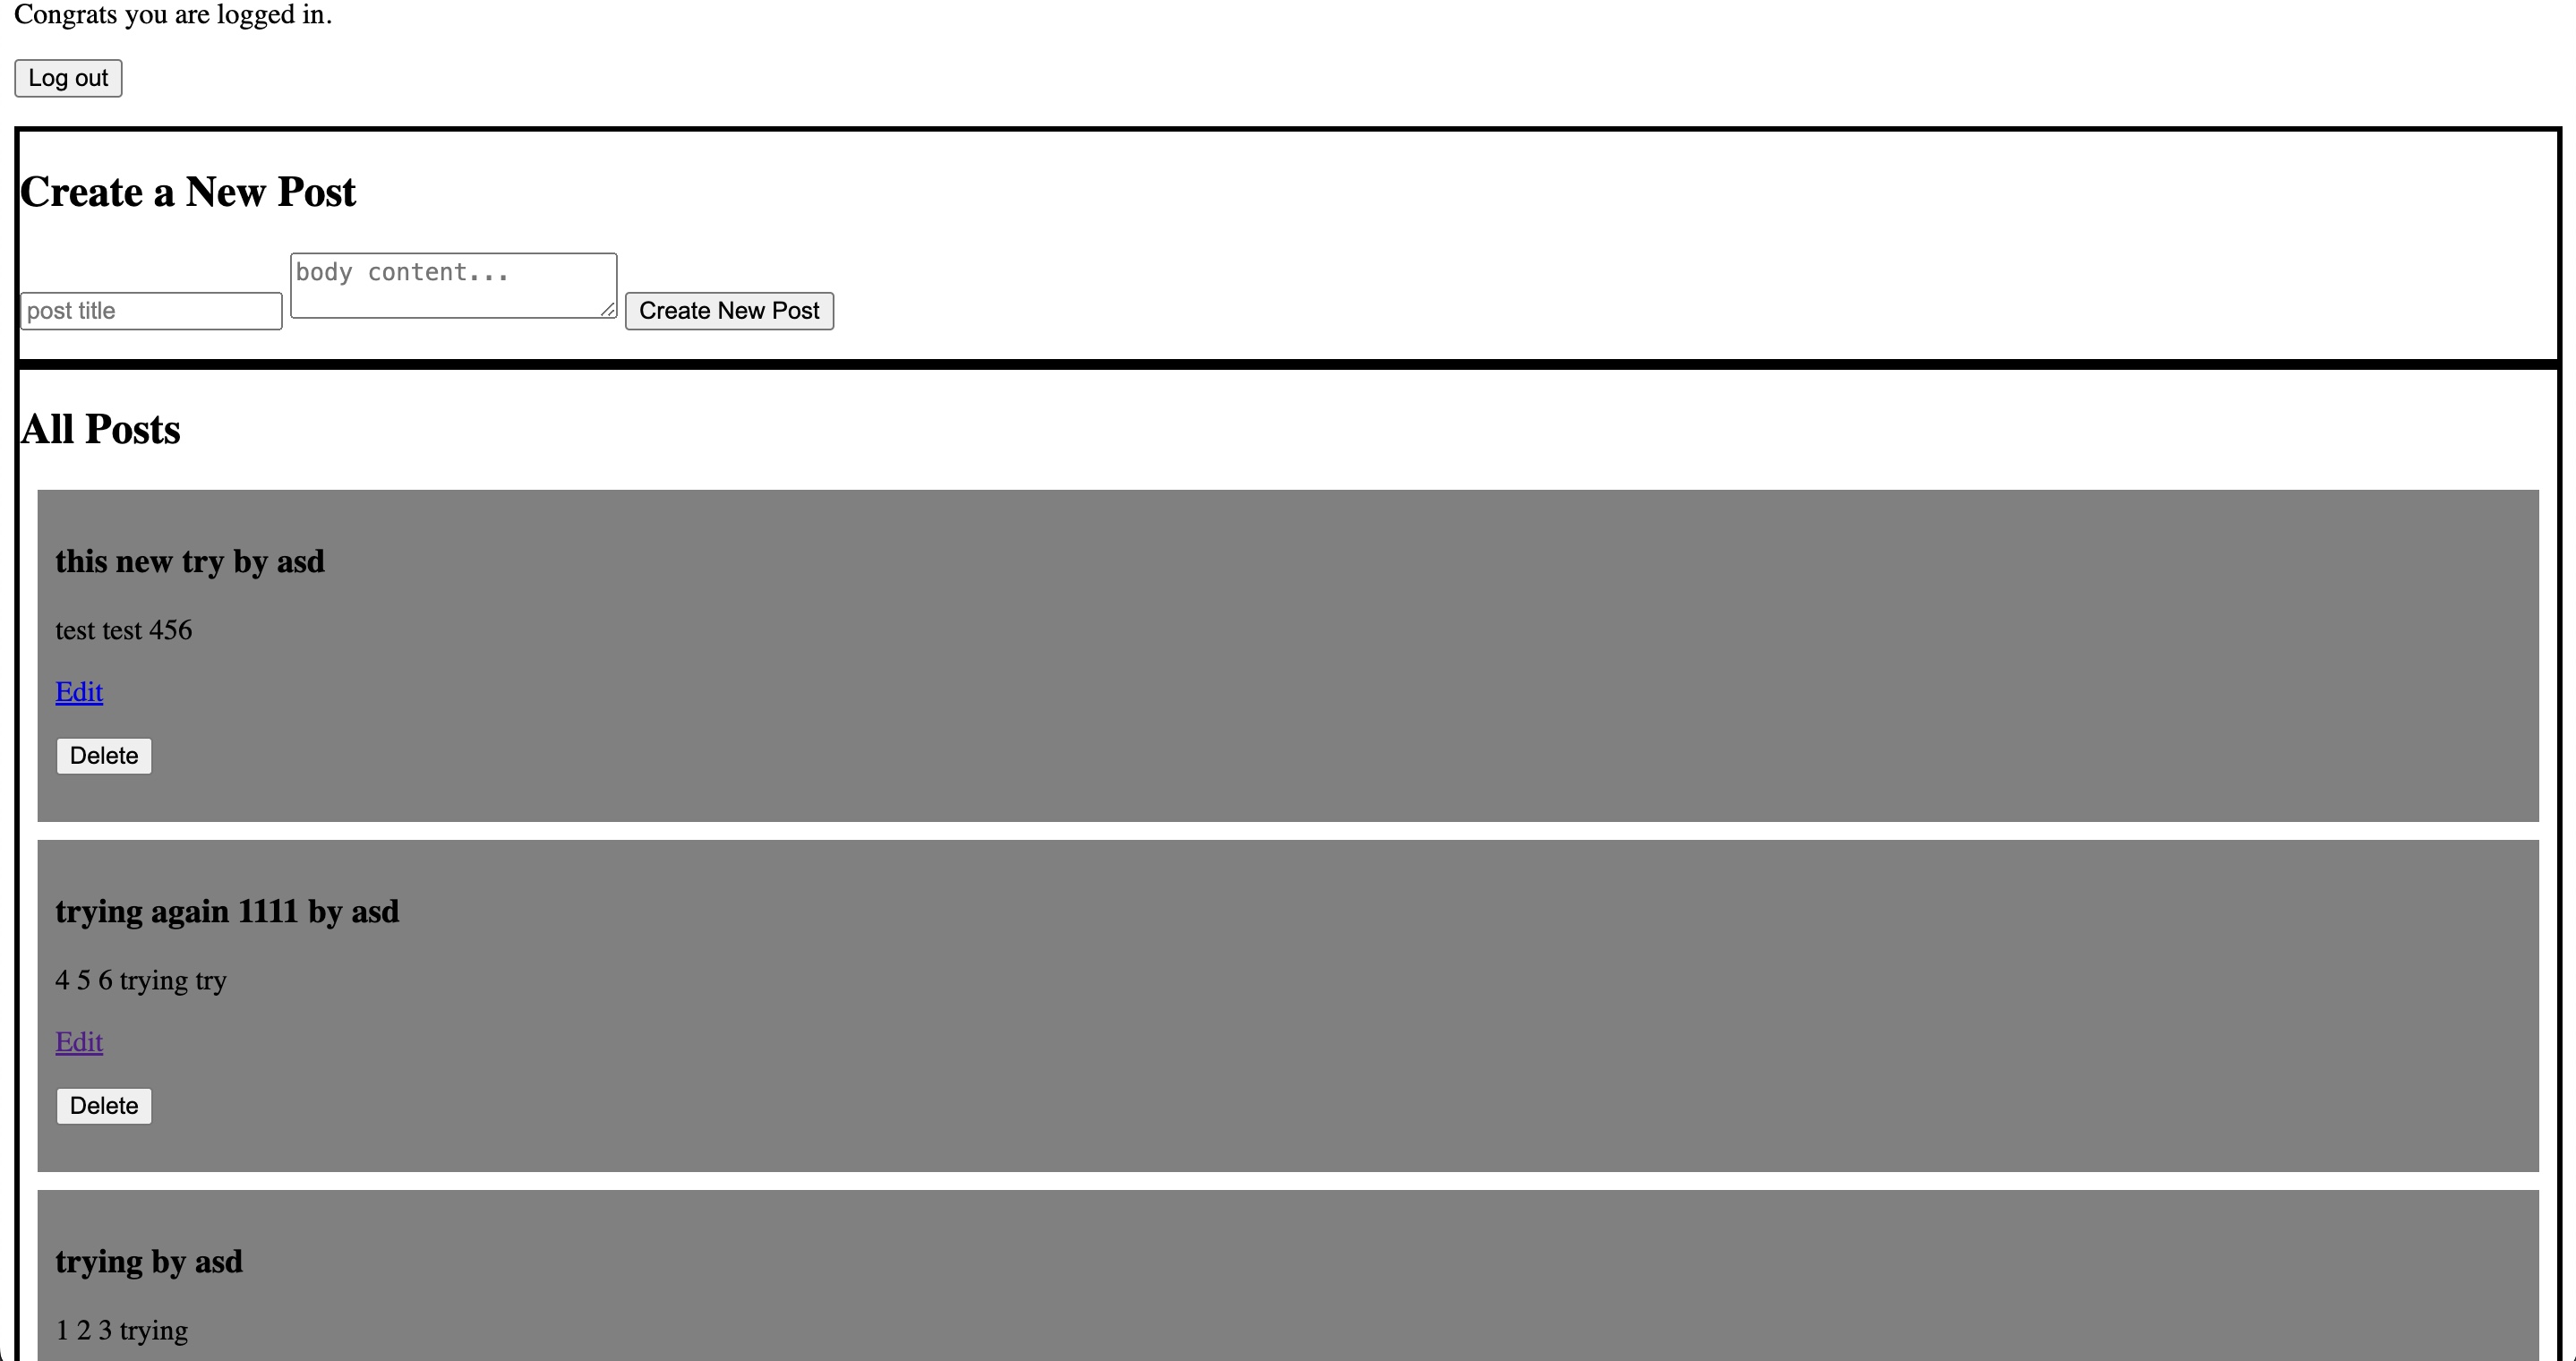 Congrats you are logged in.
Log out
Create a New Post
post title
body content...
Create New Post
All Posts
this new try by asd
test test 456
Edit
Delete
trying again 1111 by asd
4 5 6 trying try
Edit
Delete
trying by asd
1 2 3 trying